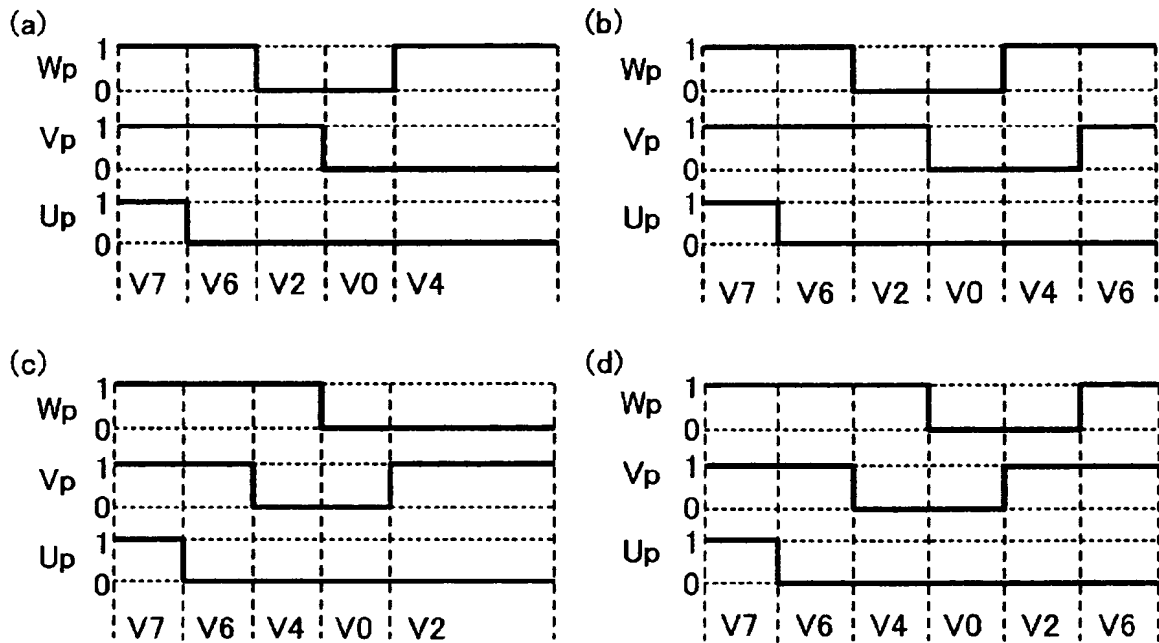 (a)
Wp 1
0
Vp 1
0
Up 1
0
V7 V6 V2 V0 V4
(b)
Wp 1
0
Vp 1
0
Up 1
0
V7 V6 V2 V0 V4 V6
(c)
Wp 1
0
Vp 1
0
Up 1
0
V7 V6 V4 V0 V2
(d)
Wp 1
0
Vp 1
0
Up 1
0
V7 V6 V4 V0 V2 V6